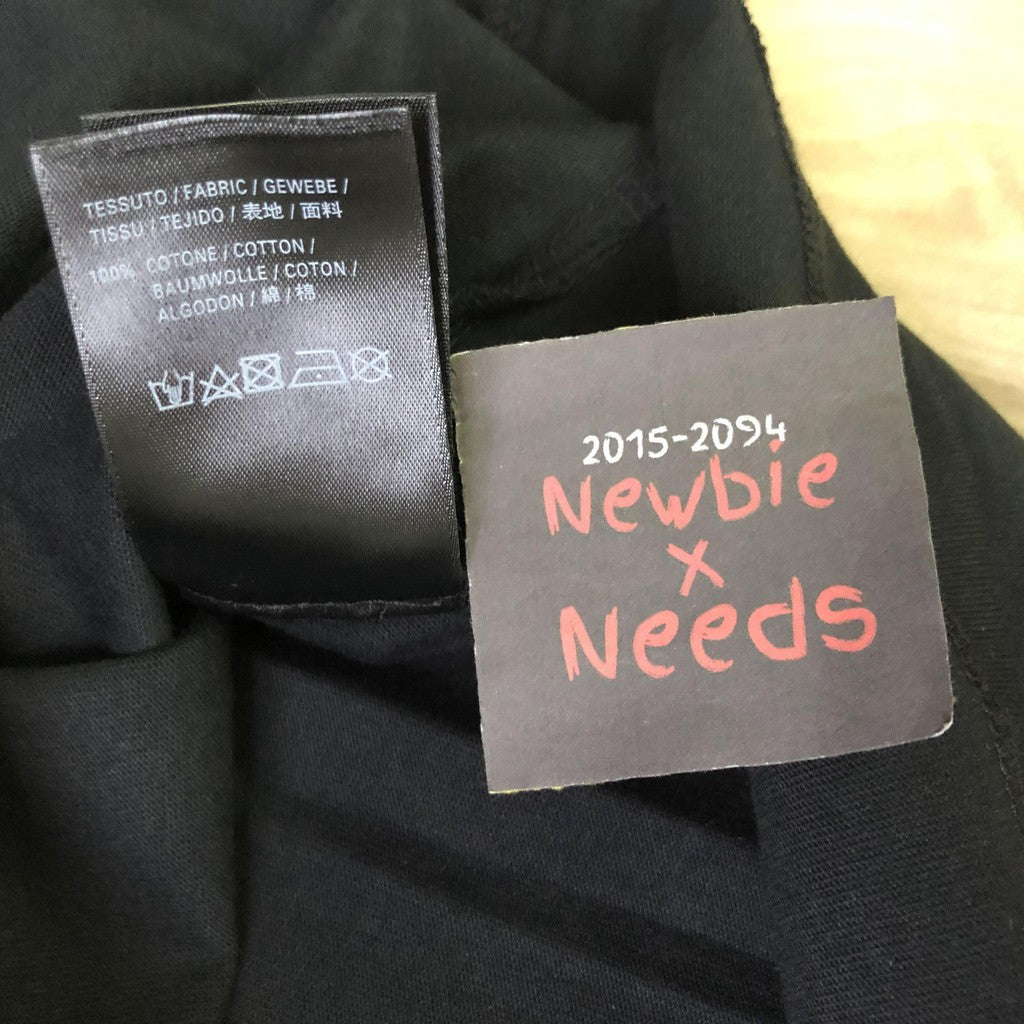 TESSUTO / FABRIC / GEWEBE /
TISSU / TEJIDO / 表地 / 面料
100% COTONE / COTTON /
BAUMWOLLE / COTON /
ALGODON / 綿 / 棉
2015-2094
Newbie
x
Needs